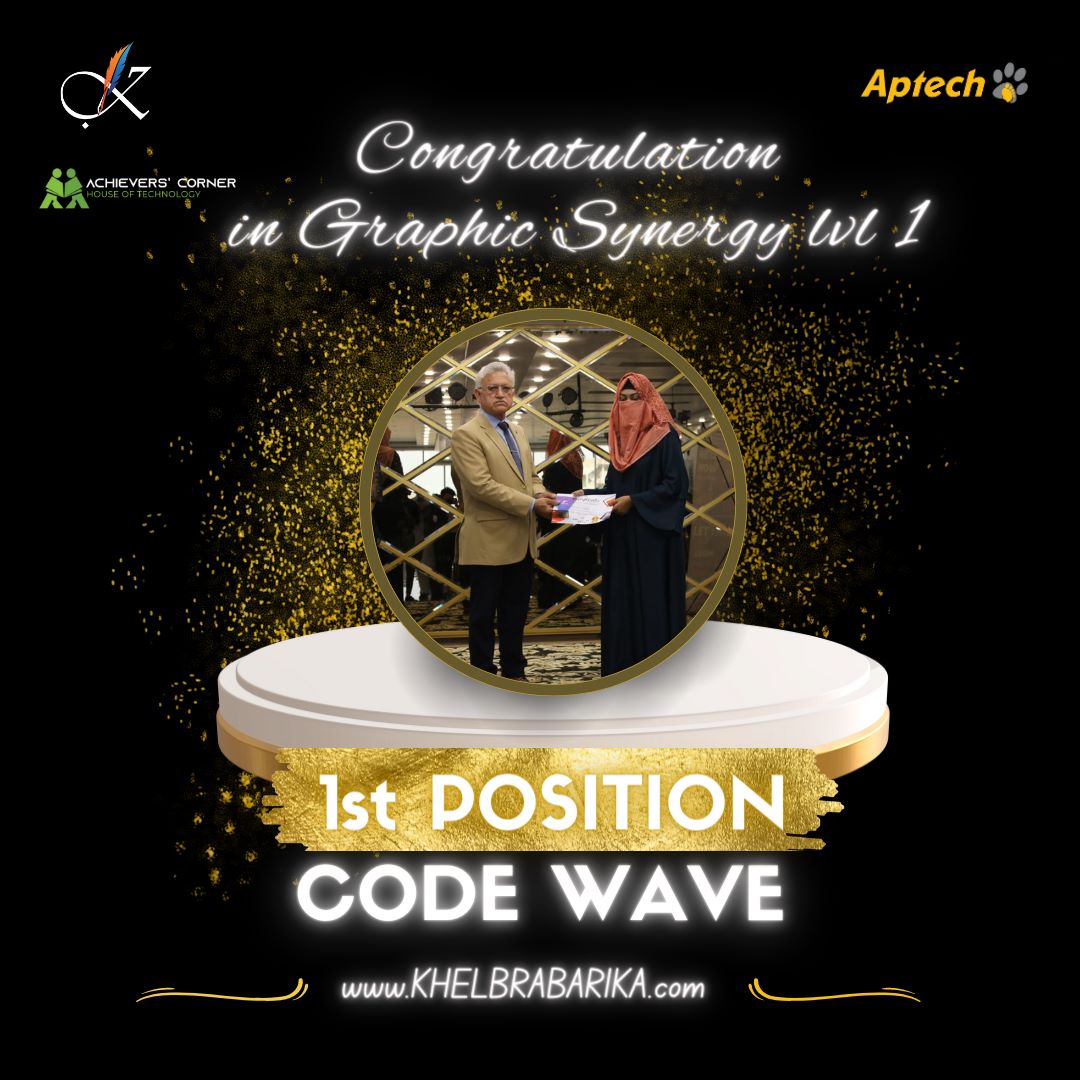 Aptech
Congratulation
ACHIEVERS' CORNER
HOUSE OF TECHNOLOGY
in Graphic Synergy lvl 1
1st POSITION
CODE WAVE
www.KHELBRABARIKA.com